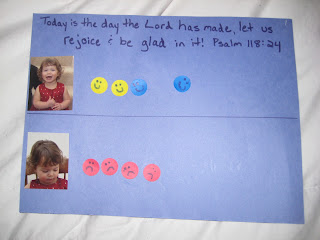 Today is the day the Lord has made, let us
rejoice & be glad in it! Psalm 118:24